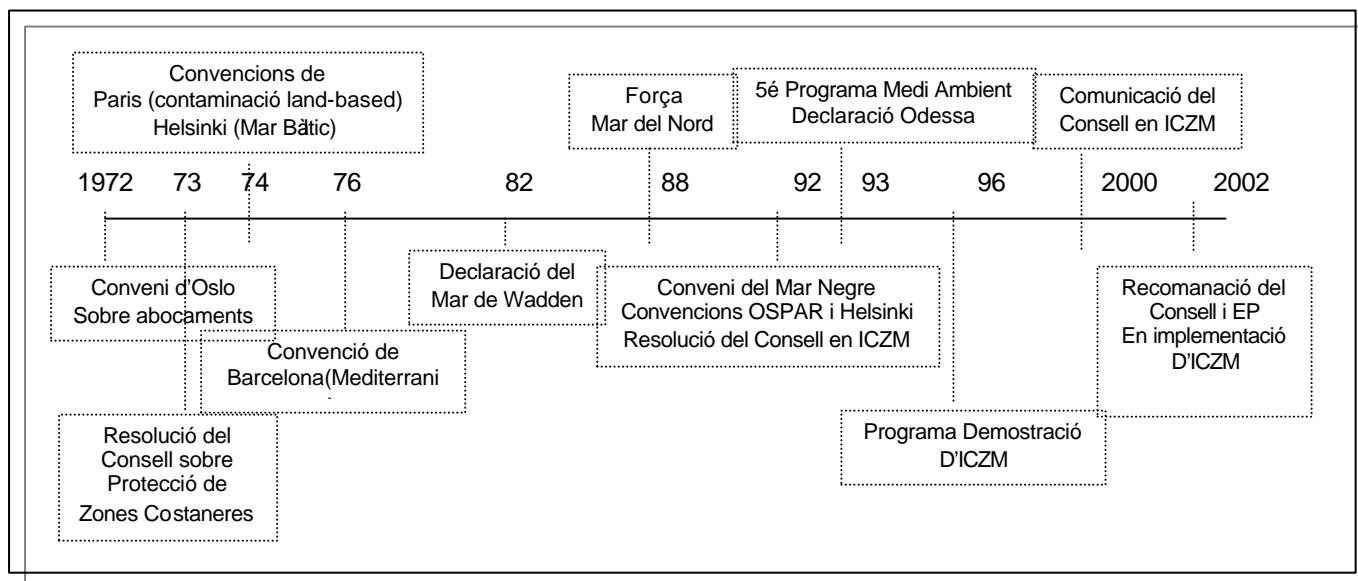 Convencions de
Paris (contaminació land-based)
Helsinki (Mar Bàltic)
Força
Mar del Nord
5é Programa Medi Ambient
Declaració Odessa
Comunicació del
Consell en ICZM
1972 73 74 76 82 88 92 93 96 2000 2002
Conveni d'Oslo
Sobre abocaments
Declaració del
Mar de Wadden
Conveni del Mar Negre
Convencions OSPAR i Helsinki
Resolució del Consell en ICZM
Recomanació del
Consell i EP
En implementació
D'ICZM
Convenció de
Barcelona(Mediterrani
Resolució del
Consell sobre
Protecció de
Zones Costaneres
Programa Demostració
D'ICZM